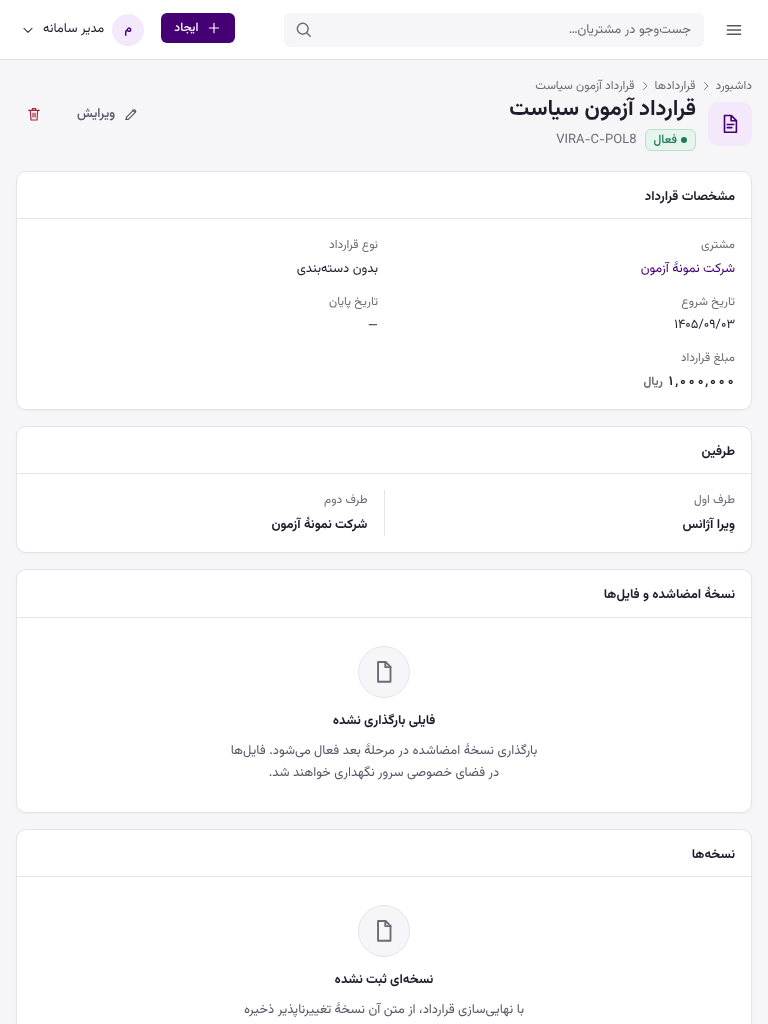 جست‌وجو در مشتریان…
ایجاد
م
مدیر سامانه
داشبورد
قراردادها
قرارداد آزمون سیاست
قرارداد آزمون سیاست
فعال
VIRA-C-POL8
ویرایش
مشخصات قرارداد
مشتری
نوع قرارداد
شرکت نمونهٔ آزمون
بدون دسته‌بندی
تاریخ شروع
تاریخ پایان
۱۴۰۵/۰۹/۰۳
—
مبلغ قرارداد
۱,۰۰۰,۰۰۰ ریال
طرفین
طرف اول
طرف دوم
ویرا آژانس
شرکت نمونهٔ آزمون
نسخهٔ امضاشده و فایل‌ها
فایلی بارگذاری نشده
بارگذاری نسخهٔ امضاشده در مرحلهٔ بعد فعال می‌شود. فایل‌ها
در فضای خصوصی سرور نگهداری خواهند شد.
نسخه‌ها
نسخه‌ای ثبت نشده
با نهایی‌سازی قرارداد، از متن آن نسخهٔ تغییرناپذیر ذخیره